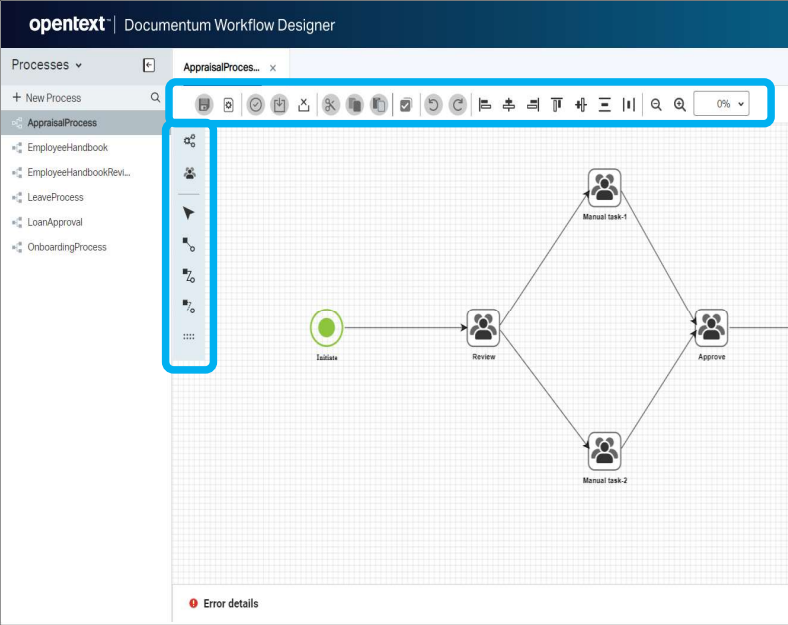 opentext™ | Documentum Workflow Designer
Processes
AppraisalProces... ×
+ New Process
0%
AppraisalProcess
EmployeeHandbook
EmployeeHandbookRevi...
LeaveProcess
LoanApproval
OnboardingProcess
Manual task-1
Initiate
Review
Approve
Manual task-2
Error details